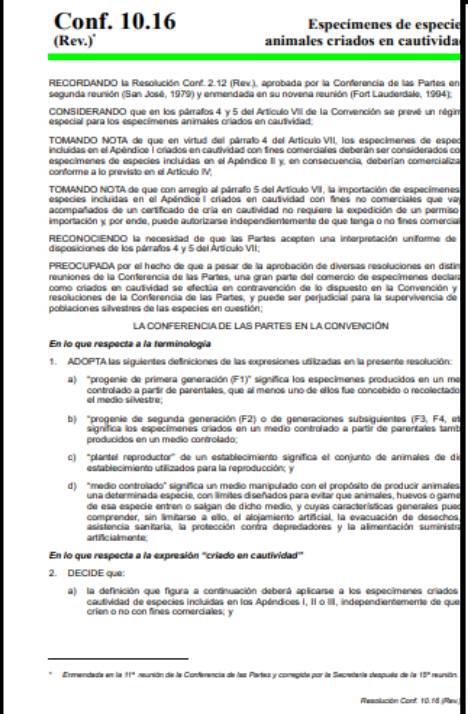 Conf. 10.16
(Rev.)*
Especímenes de especie
animales criados en cautivida
RECORDANDO la Resolución Conf. 2.12 (Rev.), aprobada por la Conferencia de las Partes en
segunda reunión (San José, 1979) y enmendada en su novena reunión (Fort Lauderdale, 1994);
CONSIDERANDO que en los párrafos 4 y 5 del Artículo VII de la Convención se prevé un régim
especial para los especímenes animales criados en cautividad;
TOMANDO NOTA de que en virtud del párrafo 4 del Artículo VII, los especímenes de espec
incluidas en el Apéndice I criados en cautividad con fines comerciales deberán ser considerados co
especímenes de especies incluidas en el Apéndice II y, en consecuencia, deberían comercializa
conforme a lo previsto en el Artículo IV;
TOMANDO NOTA de que con arreglo al párrafo 5 del Artículo VII, la importación de especímenes
especies incluidas en el Apéndice I criados en cautividad con fines no comerciales que vay
acompañados de un certificado de cría en cautividad no requiere la expedición de un permiso
importación y, por ende, puede autorizarse independientemente de que tenga o no fines comercial
RECONOCIENDO la necesidad de que las Partes acepten una interpretación uniforme de
disposiciones de los párrafos 4 y 5 del Artículo VII;
PREOCUPADA por el hecho de que a pesar de la aprobación de diversas resoluciones en distin
reuniones de la Conferencia de las Partes, una gran parte del comercio de especímenes declara
como criados en cautividad se efectúa en contravención de lo dispuesto en la Convención y
resoluciones de la Conferencia de las Partes, y puede ser perjudicial para la supervivencia de
poblaciones silvestres de las especies en cuestión;
LA CONFERENCIA DE LAS PARTES EN LA CONVENCIÓN
En lo que respecta a la terminología
1. ADOPTA las siguientes definiciones de las expresiones utilizadas en la presente resolución:
a) "progenie de primera generación (F1)" significa los especímenes producidos en un me
controlado a partir de parentales, que al menos uno de ellos fue concebido o recolectado
el medio silvestre;
b) "progenie de segunda generación (F2) o de generaciones subsiguientes (F3, F4, et
significa los especímenes criados en un medio controlado a partir de parentales tamb
producidos en un medio controlado;
c) "plantel reproductor" de un establecimiento significa el conjunto de animales de dic
establecimiento utilizados para la reproducción; y
d) "medio controlado" significa un medio manipulado con el propósito de producir animales
una determinada especie, con límites diseñados para evitar que animales, huevos o game
de esa especie entren o salgan de dicho medio, y cuyas características generales pued
comprender, sin limitarse a ello, el alojamiento artificial, la evacuación de desechos,
asistencia sanitaria, la protección contra depredadores y la alimentación suministra
artificialmente;
En lo que respecta a la expresión "criado en cautividad"
2. DECIDE que:
a) la definición que figura a continuación deberá aplicarse a los especímenes criados
cautividad de especies incluidas en los Apéndices I, II o III, independientemente de que
críen o no con fines comerciales; y
* Enmendada en la 11ª reunión de la Conferencia de las Partes y corregida por la Secretaría después de la 15ª reunión.
Resolución Conf. 10.16 (Rev.)